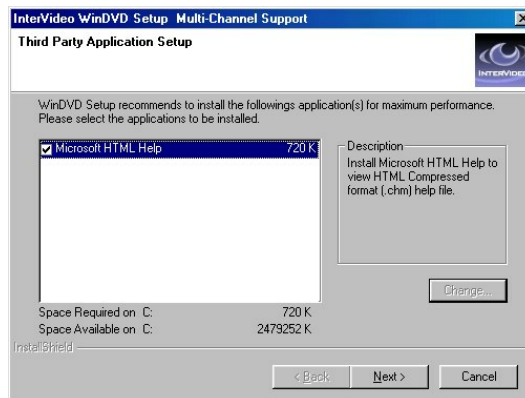 InterVideo WinDVD Setup Multi-Channel Support
Third Party Application Setup
INTERVIDEO
WinDVD Setup recommends to install the followings application(s) for maximum performance.
Please select the applications to be installed.
Microsoft HTML Help 720 K
Description
Install Microsoft HTML Help to
view HTML Compressed
format (.chm) help file.
Change...
Space Required on C: 720 K
Space Available on C: 2479252 K
InstallShield
< Back Next > Cancel